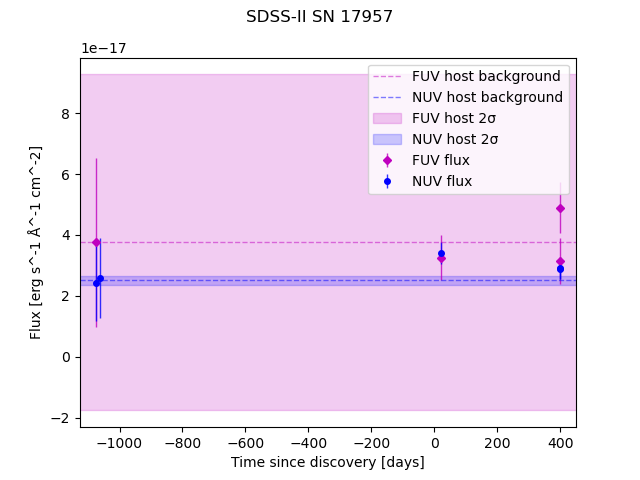 SDSS-II SN 17957
1e−17
FUV host background
NUV host background
FUV host 2σ
NUV host 2σ
FUV flux
NUV flux
8
6
4
2
0
−2
Flux [erg s^-1 Å^-1 cm^-2]
−1000 −800 −600 −400 −200 0 200 400
Time since discovery [days]